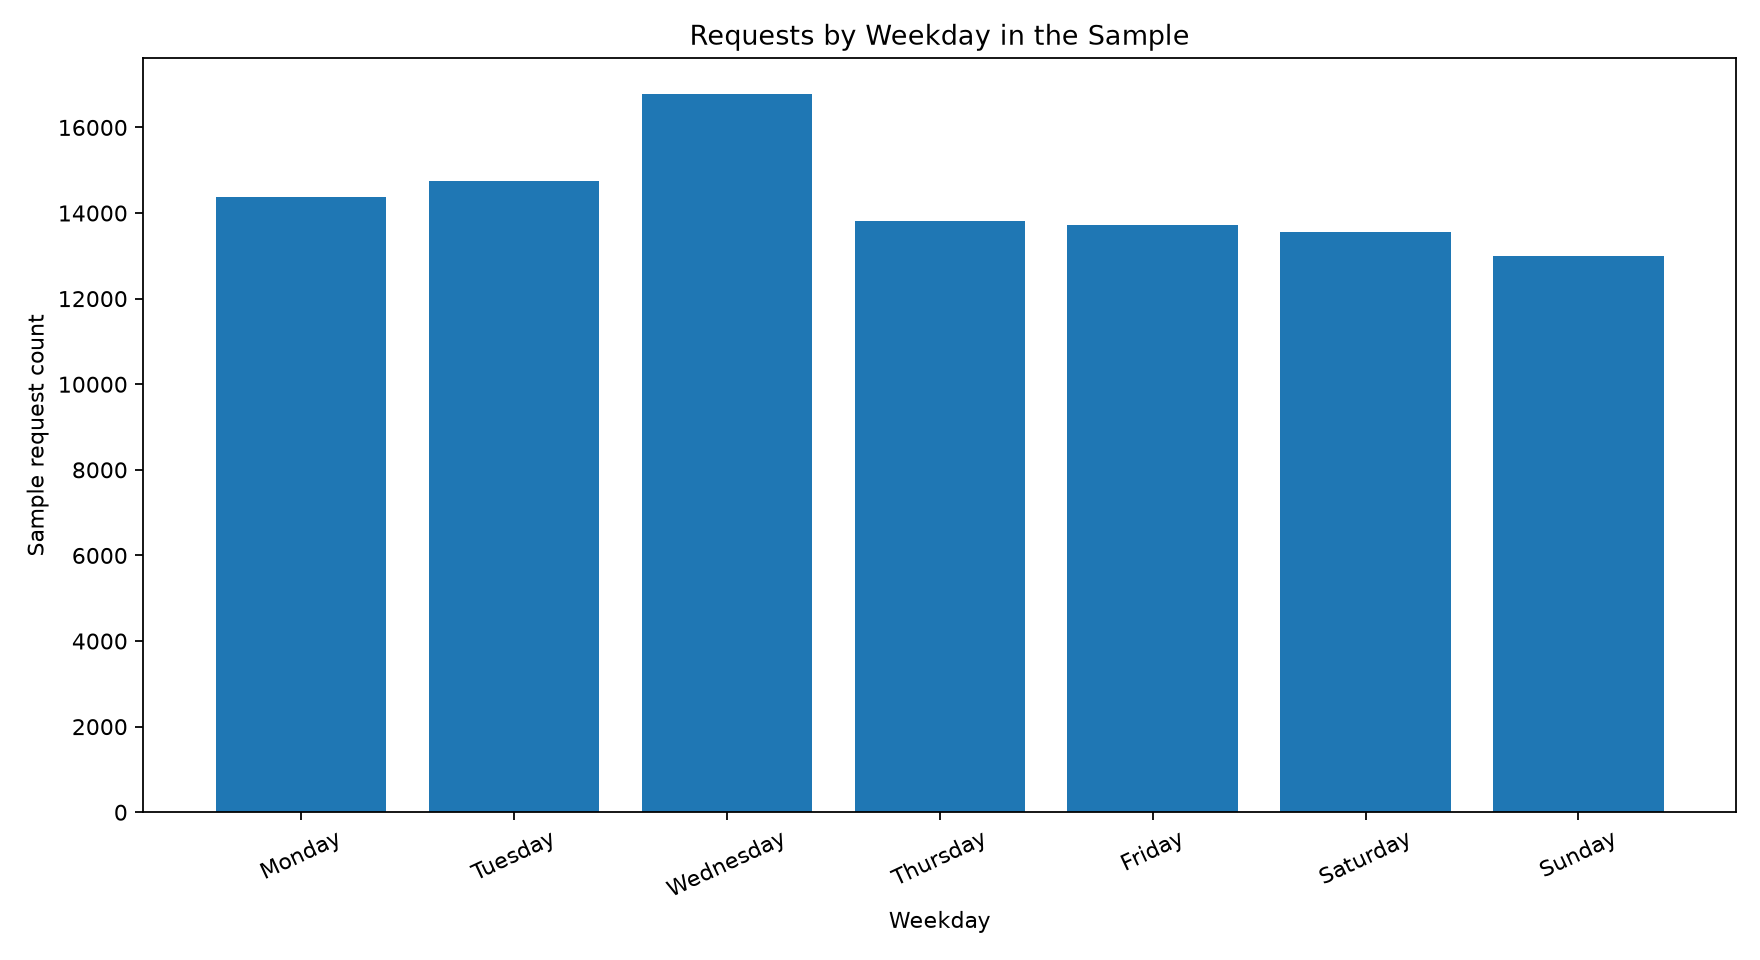 Requests by Weekday in the Sample
Sample request count
16000
14000
12000
10000
8000
6000
4000
2000
0
Monday
Tuesday
Wednesday
Thursday
Friday
Saturday
Sunday
Weekday